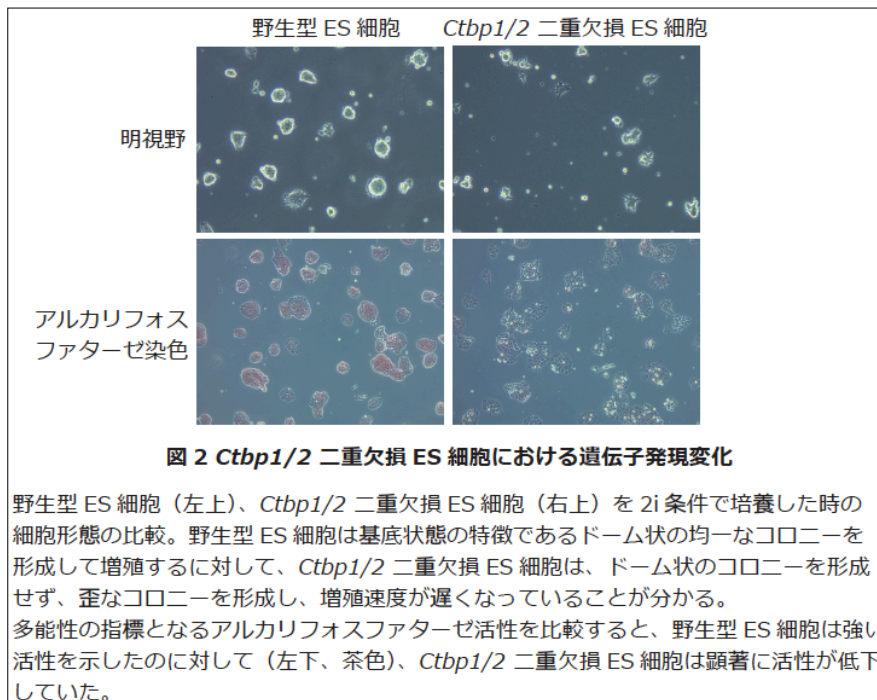 野生型 ES 細胞 Ctbp1/2 二重欠損 ES 細胞
明視野
アルカリフォス
ファターゼ染色
図 2 Ctbp1/2 二重欠損 ES 細胞における遺伝子発現変化
野生型 ES 細胞（左上）、Ctbp1/2 二重欠損 ES 細胞（右上）を 2i 条件で培養した時の
細胞形態の比較。野生型 ES 細胞は基底状態の特徴であるドーム状の均一なコロニーを
形成して増殖するに対して、Ctbp1/2 二重欠損 ES 細胞は、ドーム状のコロニーを形成
せず、歪なコロニーを形成し、増殖速度が遅くなっていることが分かる。
多能性の指標となるアルカリフォスファターゼ活性を比較すると、野生型 ES 細胞は強い
活性を示したのに対して（左下、茶色）、Ctbp1/2 二重欠損 ES 細胞は顕著に活性が低下
していた。